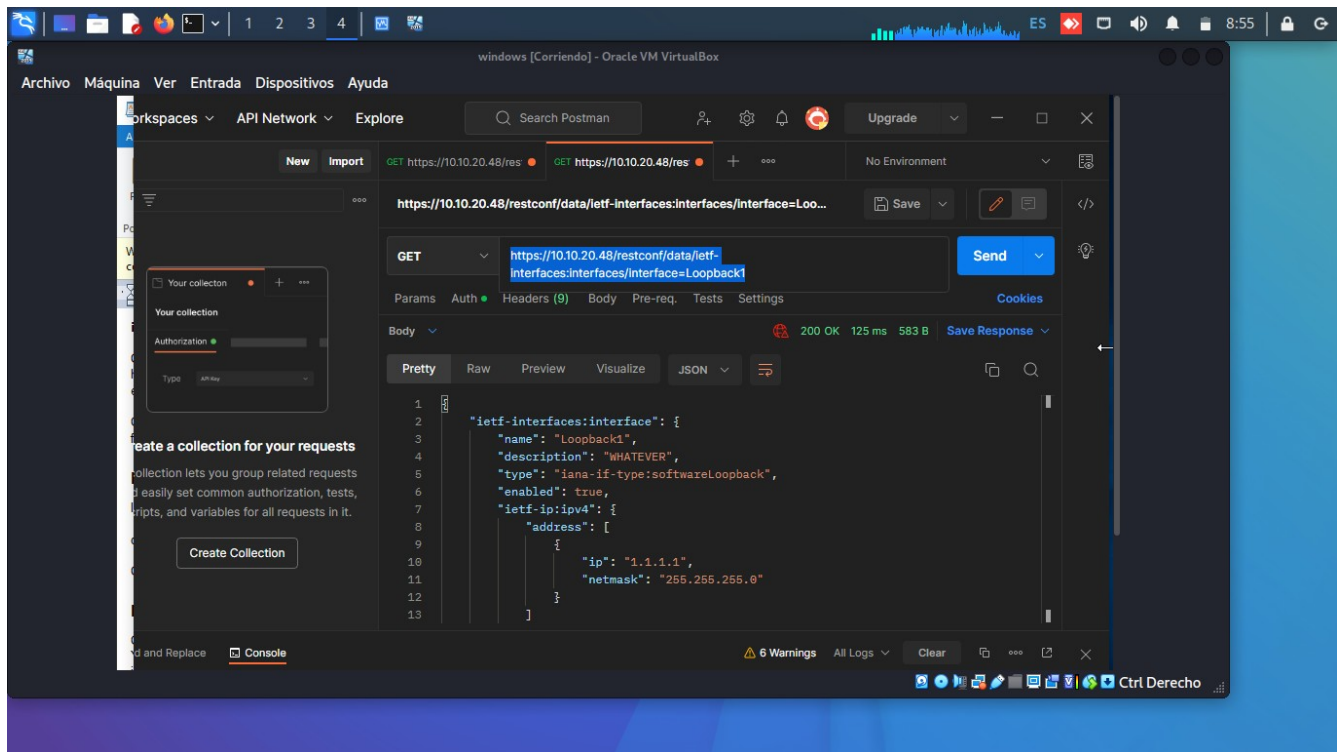 1 2 3 4
ES
8:55
windows [Corriendo] - Oracle VM VirtualBox
Archivo Máquina Ver Entrada Dispositivos Ayuda
orkspaces API Network Explore
Search Postman
Upgrade
New Import
GET https://10.10.20.48/res
GET https://10.10.20.48/res
No Environment
https://10.10.20.48/restconf/data/ietf-interfaces:interfaces/interface=Loo...
Save
GET
https://10.10.20.48/restconf/data/ietf-
interfaces:interfaces/interface=Loopback1
Send
Params Auth Headers (9) Body Pre-req. Tests Settings
Cookies
Body
200 OK 125 ms 583 B Save Response
Pretty Raw Preview Visualize JSON
Your collecton
Your collection
Authorization
Type API Key
eate a collection for your requests
ollection lets you group related requests
d easily set common authorization, tests,
ripts, and variables for all requests in it.
Create Collection
1 {
2 "ietf-interfaces:interface": {
3 "name": "Loopback1",
4 "description": "WHATEVER",
5 "type": "iana-if-type:softwareLoopback",
6 "enabled": true,
7 "ietf-ip:ipv4": {
8 "address": [
9 {
10 "ip": "1.1.1.1",
11 "netmask": "255.255.255.0"
12 }
13 ]
d and Replace Console
6 Warnings All Logs Clear
Ctrl Derecho